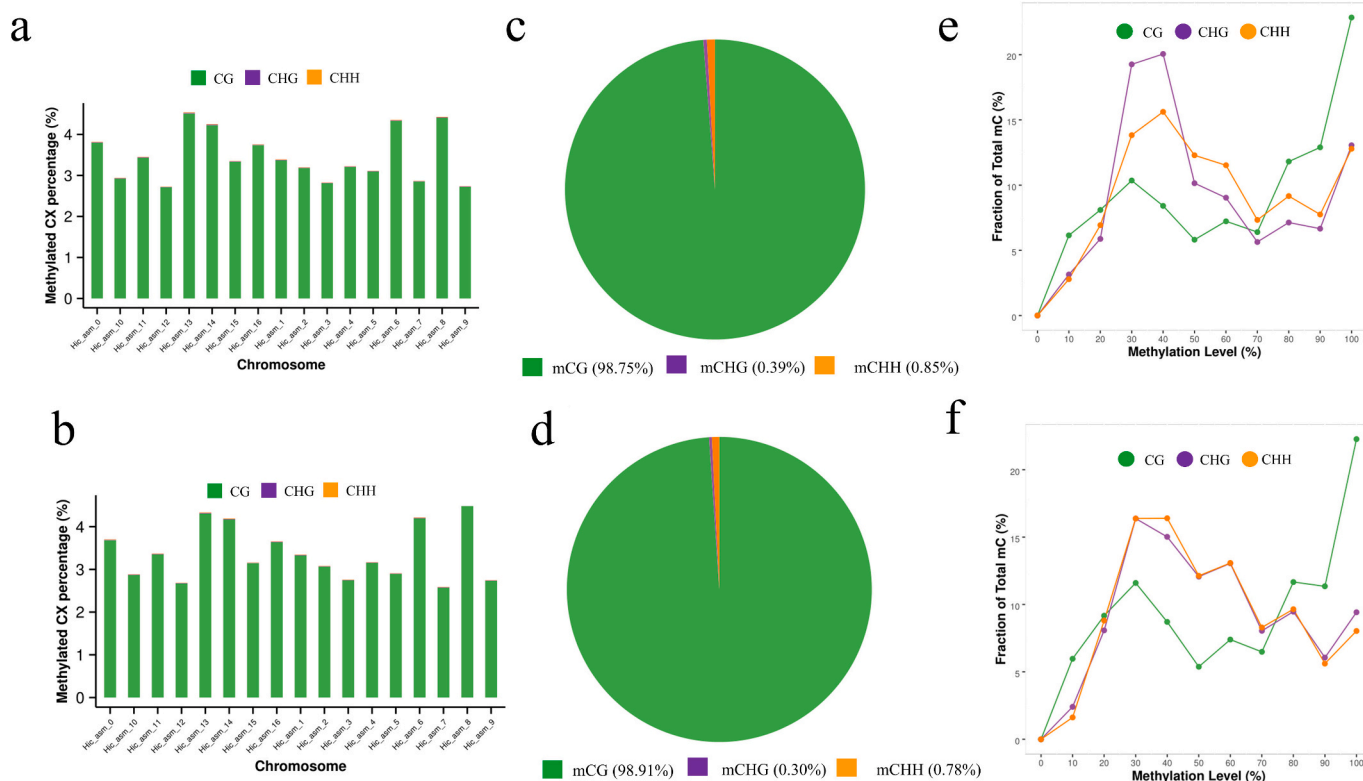 a
CG CHG CHH
Methylated CX percentage (%)
4
3
2
1
0
Hic_asm_0 Hic_asm_10 Hic_asm_11 Hic_asm_12 Hic_asm_13 Hic_asm_14 Hic_asm_15 Hic_asm_16 Hic_asm_1 Hic_asm_2 Hic_asm_3 Hic_asm_4 Hic_asm_5 Hic_asm_6 Hic_asm_7 Hic_asm_8 Hic_asm_9
Chromosome
c
mCG (98.75%) mCHG (0.39%) mCHH (0.85%)
e
CG CHG CHH
Fraction of Total mC (%)
20
15
10
5
0
0 10 20 30 40 50 60 70 80 90 100
Methylation Level (%)
b
CG CHG CHH
Methylated CX percentage (%)
4
3
2
1
0
Hic_asm_0 Hic_asm_10 Hic_asm_11 Hic_asm_12 Hic_asm_13 Hic_asm_14 Hic_asm_15 Hic_asm_16 Hic_asm_1 Hic_asm_2 Hic_asm_3 Hic_asm_4 Hic_asm_5 Hic_asm_6 Hic_asm_7 Hic_asm_8 Hic_asm_9
Chromosome
d
mCG (98.91%) mCHG (0.30%) mCHH (0.78%)
f
CG CHG CHH
Fraction of Total mC (%)
20
15
10
5
0
0 10 20 30 40 50 60 70 80 90 100
Methylation Level (%)